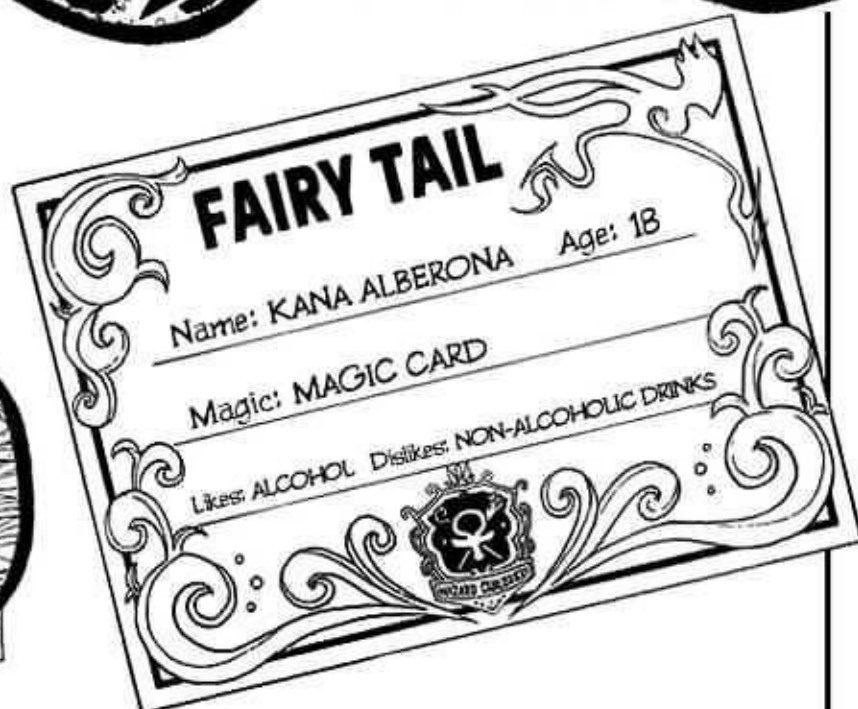 FAIRY TAIL
Name: KANA ALBERONA Age: 18
Magic: MAGIC CARD
Likes: ALCOHOL Dislikes: NON-ALCOHOLIC DRINKS